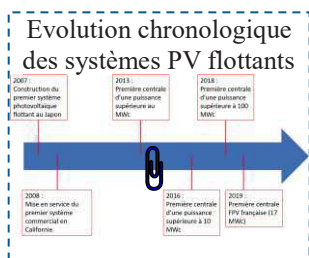 Evolution chronologique
des systèmes PV flottants
2007 :
Construction du
premier système
photovoltaïque
flottant au Japon
2013 :
Première centrale
d'une puissance
supérieure au
MWc
2018 :
Première centrale
d'une puissance
supérieure à 100
MWc
2008 :
Mise en service du
premier système
commercial en
Californie
2016 :
Première centrale
d'une puissance
supérieure à 10
MWc
2019 :
Première centrale
FPV française (17
MWc)